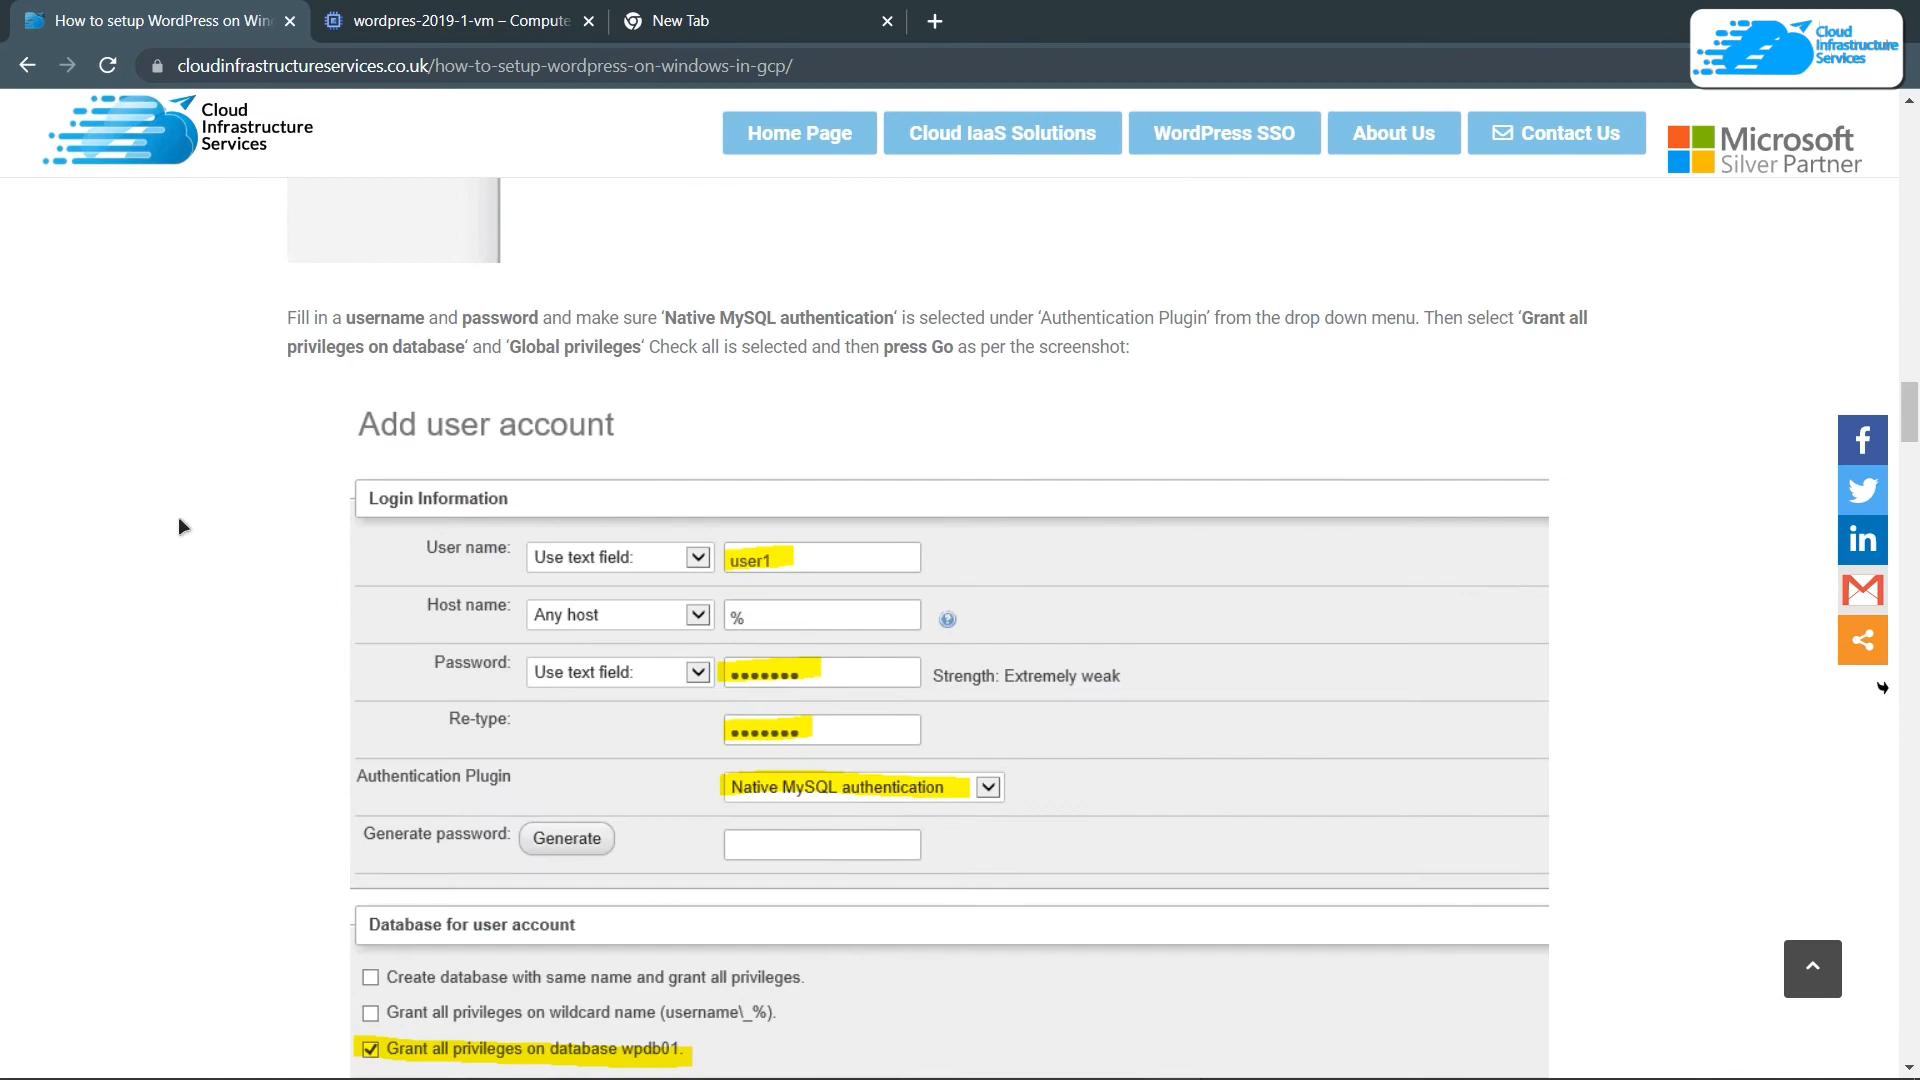 How to setup WordPress on Win
wordpres-2019-1-vm – Compute
New Tab
cloudinfrastructureservices.co.uk/how-to-setup-wordpress-on-windows-in-gcp/
Cloud
Infrastructure
Services
Cloud
Infrastructure
Services
Home Page
Cloud IaaS Solutions
WordPress SSO
About Us
Contact Us
Microsoft
Silver Partner
Fill in a username and password and make sure ‘Native MySQL authentication‘ is selected under ‘Authentication Plugin’ from the drop down menu. Then select ‘Grant all
privileges on database‘ and ‘Global privileges‘ Check all is selected and then press Go as per the screenshot:
Add user account
Login Information
User name: Use text field: user1
Host name: Any host %
Password: Use text field: ●●●●●●● Strength: Extremely weak
Re-type: ●●●●●●●
Authentication Plugin Native MySQL authentication
Generate password: Generate
Database for user account
Create database with same name and grant all privileges.
Grant all privileges on wildcard name (username\_%).
Grant all privileges on database wpdb01.